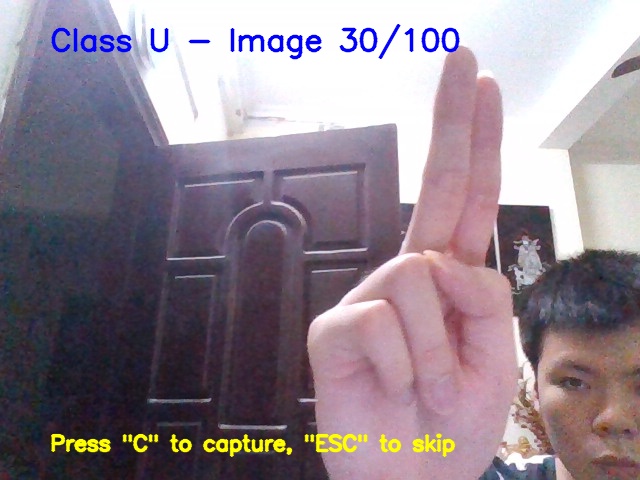 Class U - Image 30/100
Press "C" to capture, "ESC" to skip